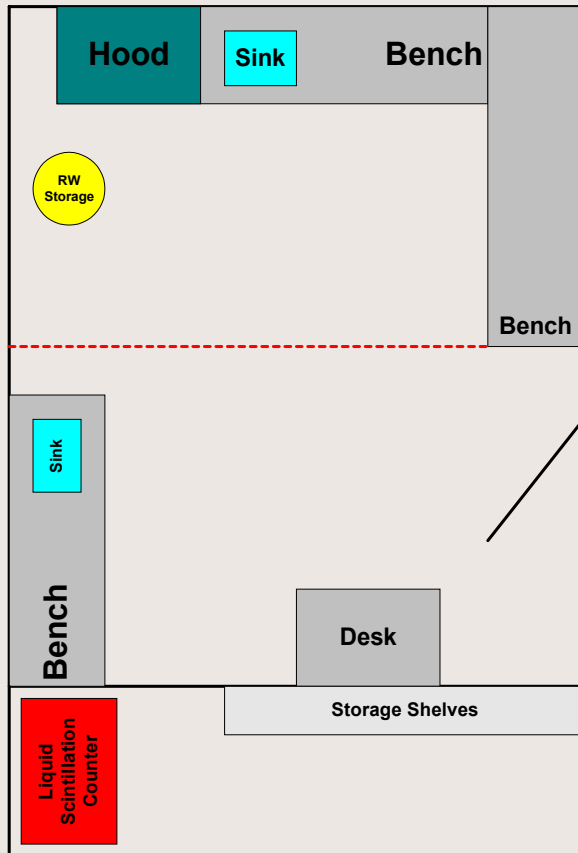 Hood
Sink
Bench
RW
Storage
Bench
Sink
Bench
Desk
Storage Shelves
Liquid
Scintillation
Counter